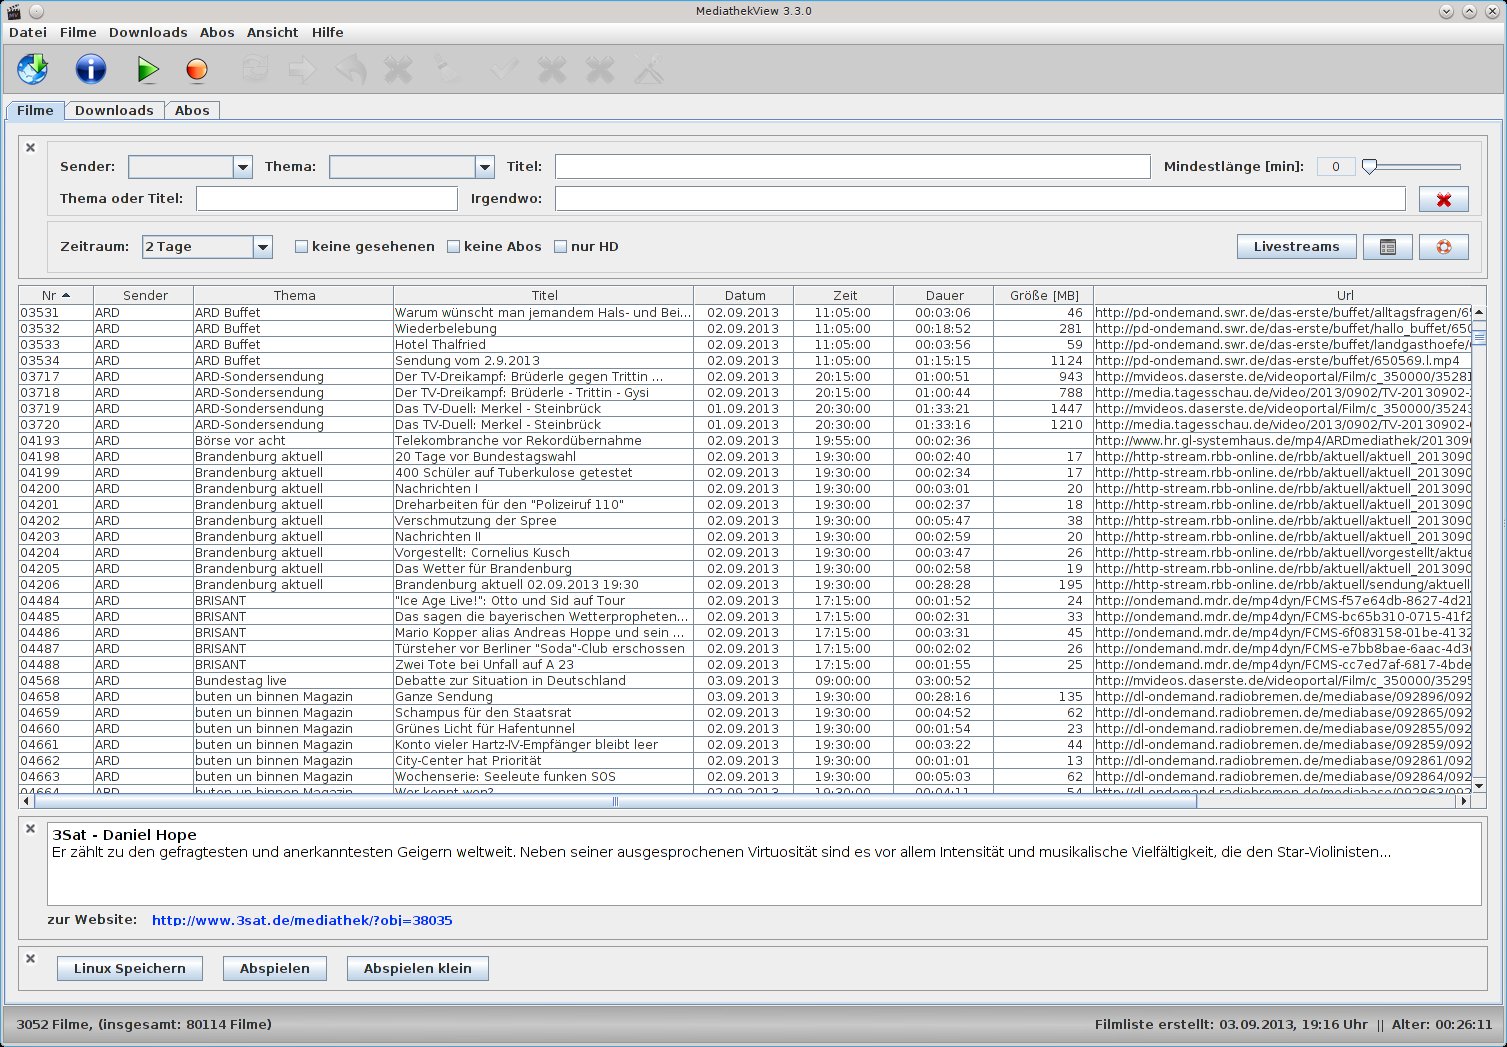 MediathekView 3.3.0
Datei Filme Downloads Abos Ansicht Hilfe
Filme Downloads Abos
Sender: Thema: Titel: Mindestlänge [min]: 0
Thema oder Titel: Irgendwo:
Zeitraum: 2 Tage keine gesehenen keine Abos nur HD Livestreams
Nr Sender Thema Titel Datum Zeit Dauer Größe [MB] Url
03531 ARD ARD Buffet Warum wünscht man jemandem Hals- und Bei... 02.09.2013 11:05:00 00:03:06 46 http://pd-ondemand.swr.de/das-erste/buffet/alltagsfragen/6
03532 ARD ARD Buffet Wiederbelebung 02.09.2013 11:05:00 00:18:52 281 http://pd-ondemand.swr.de/das-erste/buffet/hallo_buffet/650
03533 ARD ARD Buffet Hotel Thalfried 02.09.2013 11:05:00 00:03:56 59 http://pd-ondemand.swr.de/das-erste/buffet/landgasthoefe/
03534 ARD ARD Buffet Sendung vom 2.9.2013 02.09.2013 11:05:00 01:15:15 1124 http://pd-ondemand.swr.de/das-erste/buffet/650569.l.mp4
03717 ARD ARD-Sondersendung Der TV-Dreikampf: Brüderle gegen Trittin ... 02.09.2013 20:15:00 01:00:51 943 http://mvideos.daserste.de/videoportal/Film/c_350000/35281
03718 ARD ARD-Sondersendung Der TV-Dreikampf: Brüderle - Trittin - Gysi 02.09.2013 20:15:00 01:00:44 788 http://media.tagesschau.de/video/2013/0902/TV-20130902-
03719 ARD ARD-Sondersendung Das TV-Duell: Merkel - Steinbrück 01.09.2013 20:30:00 01:33:21 1447 http://mvideos.daserste.de/videoportal/Film/c_350000/35243
03720 ARD ARD-Sondersendung Das TV-Duell: Merkel - Steinbrück 01.09.2013 20:30:00 01:33:16 1210 http://media.tagesschau.de/video/2013/0902/TV-20130902-
04193 ARD Börse vor acht Telekombranche vor Rekordübernahme 02.09.2013 19:55:00 00:02:36 http://www.hr.gl-systemhaus.de/mp4/ARDmediathek/2013090
04198 ARD Brandenburg aktuell 20 Tage vor Bundestagswahl 02.09.2013 19:30:00 00:02:40 17 http://http-stream.rbb-online.de/rbb/aktuell/aktuell_2013090
04199 ARD Brandenburg aktuell 400 Schüler auf Tuberkulose getestet 02.09.2013 19:30:00 00:02:34 17 http://http-stream.rbb-online.de/rbb/aktuell/aktuell_2013090
04200 ARD Brandenburg aktuell Nachrichten I 02.09.2013 19:30:00 00:03:01 20 http://http-stream.rbb-online.de/rbb/aktuell/aktuell_2013090
04201 ARD Brandenburg aktuell Dreharbeiten für den "Polizeiruf 110" 02.09.2013 19:30:00 00:02:37 18 http://http-stream.rbb-online.de/rbb/aktuell/aktuell_2013090
04202 ARD Brandenburg aktuell Verschmutzung der Spree 02.09.2013 19:30:00 00:05:47 38 http://http-stream.rbb-online.de/rbb/aktuell/aktuell_2013090
04203 ARD Brandenburg aktuell Nachrichten II 02.09.2013 19:30:00 00:02:59 20 http://http-stream.rbb-online.de/rbb/aktuell/aktuell_2013090
04204 ARD Brandenburg aktuell Vorgestellt: Cornelius Kusch 02.09.2013 19:30:00 00:03:47 26 http://http-stream.rbb-online.de/rbb/aktuell/vorgestellt/aktue
04205 ARD Brandenburg aktuell Das Wetter für Brandenburg 02.09.2013 19:30:00 00:02:58 19 http://http-stream.rbb-online.de/rbb/aktuell/aktuell_2013090
04206 ARD Brandenburg aktuell Brandenburg aktuell 02.09.2013 19:30 02.09.2013 19:30:00 00:28:28 195 http://http-stream.rbb-online.de/rbb/aktuell/sendung/aktuell
04484 ARD BRISANT "Ice Age Live!": Otto und Sid auf Tour 02.09.2013 17:15:00 00:01:52 24 http://ondemand.mdr.de/mp4dyn/FCMS-f57e64db-8627-4d21
04485 ARD BRISANT Das sagen die bayerischen Wetterpropheten... 02.09.2013 17:15:00 00:02:31 33 http://ondemand.mdr.de/mp4dyn/FCMS-bc65b310-0715-41f2
04486 ARD BRISANT Mario Kopper alias Andreas Hoppe und sein ... 02.09.2013 17:15:00 00:03:31 45 http://ondemand.mdr.de/mp4dyn/FCMS-6f083158-01be-4132
04487 ARD BRISANT Türsteher vor Berliner "Soda"-Club erschossen 02.09.2013 17:15:00 00:02:02 26 http://ondemand.mdr.de/mp4dyn/FCMS-e7bb8bae-6aac-4d3
04488 ARD BRISANT Zwei Tote bei Unfall auf A 23 02.09.2013 17:15:00 00:01:55 25 http://ondemand.mdr.de/mp4dyn/FCMS-cc7ed7af-6817-4bde
04568 ARD Bundestag live Debatte zur Situation in Deutschland 03.09.2013 09:00:00 03:00:52 http://mvideos.daserste.de/videoportal/Film/c_350000/35295
04658 ARD buten un binnen Magazin Ganze Sendung 03.09.2013 19:30:00 00:28:16 135 http://dl-ondemand.radiobremen.de/mediabase/092896/092
04659 ARD buten un binnen Magazin Schampus für den Staatsrat 02.09.2013 19:30:00 00:04:52 62 http://dl-ondemand.radiobremen.de/mediabase/092865/092
04660 ARD buten un binnen Magazin Grünes Licht für Hafentunnel 02.09.2013 19:30:00 00:01:54 23 http://dl-ondemand.radiobremen.de/mediabase/092855/092
04661 ARD buten un binnen Magazin Konto vieler Hartz-IV-Empfänger bleibt leer 02.09.2013 19:30:00 00:03:22 44 http://dl-ondemand.radiobremen.de/mediabase/092859/092
04662 ARD buten un binnen Magazin City-Center hat Priorität 02.09.2013 19:30:00 00:01:01 13 http://dl-ondemand.radiobremen.de/mediabase/092861/092
04663 ARD buten un binnen Magazin Wochenserie: Seeleute funken SOS 02.09.2013 19:30:00 00:05:03 62 http://dl-ondemand.radiobremen.de/mediabase/092864/092
04664 ARD buten un binnen Magazin Wer kennt wen? 02.09.2013 19:30:00 00:04:11 54 http://dl-ondemand.radiobremen.de/mediabase/092863/092
3Sat - Daniel Hope
Er zählt zu den gefragtesten und anerkanntesten Geigern weltweit. Neben seiner ausgesprochenen Virtuosität sind es vor allem Intensität und musikalische Vielfältigkeit, die den Star-Violinisten...
zur Website: http://www.3sat.de/mediathek/?obj=38035
Linux Speichern Abspielen Abspielen klein
3052 Filme, (insgesamt: 80114 Filme) Filmliste erstellt: 03.09.2013, 19:16 Uhr || Alter: 00:26:11